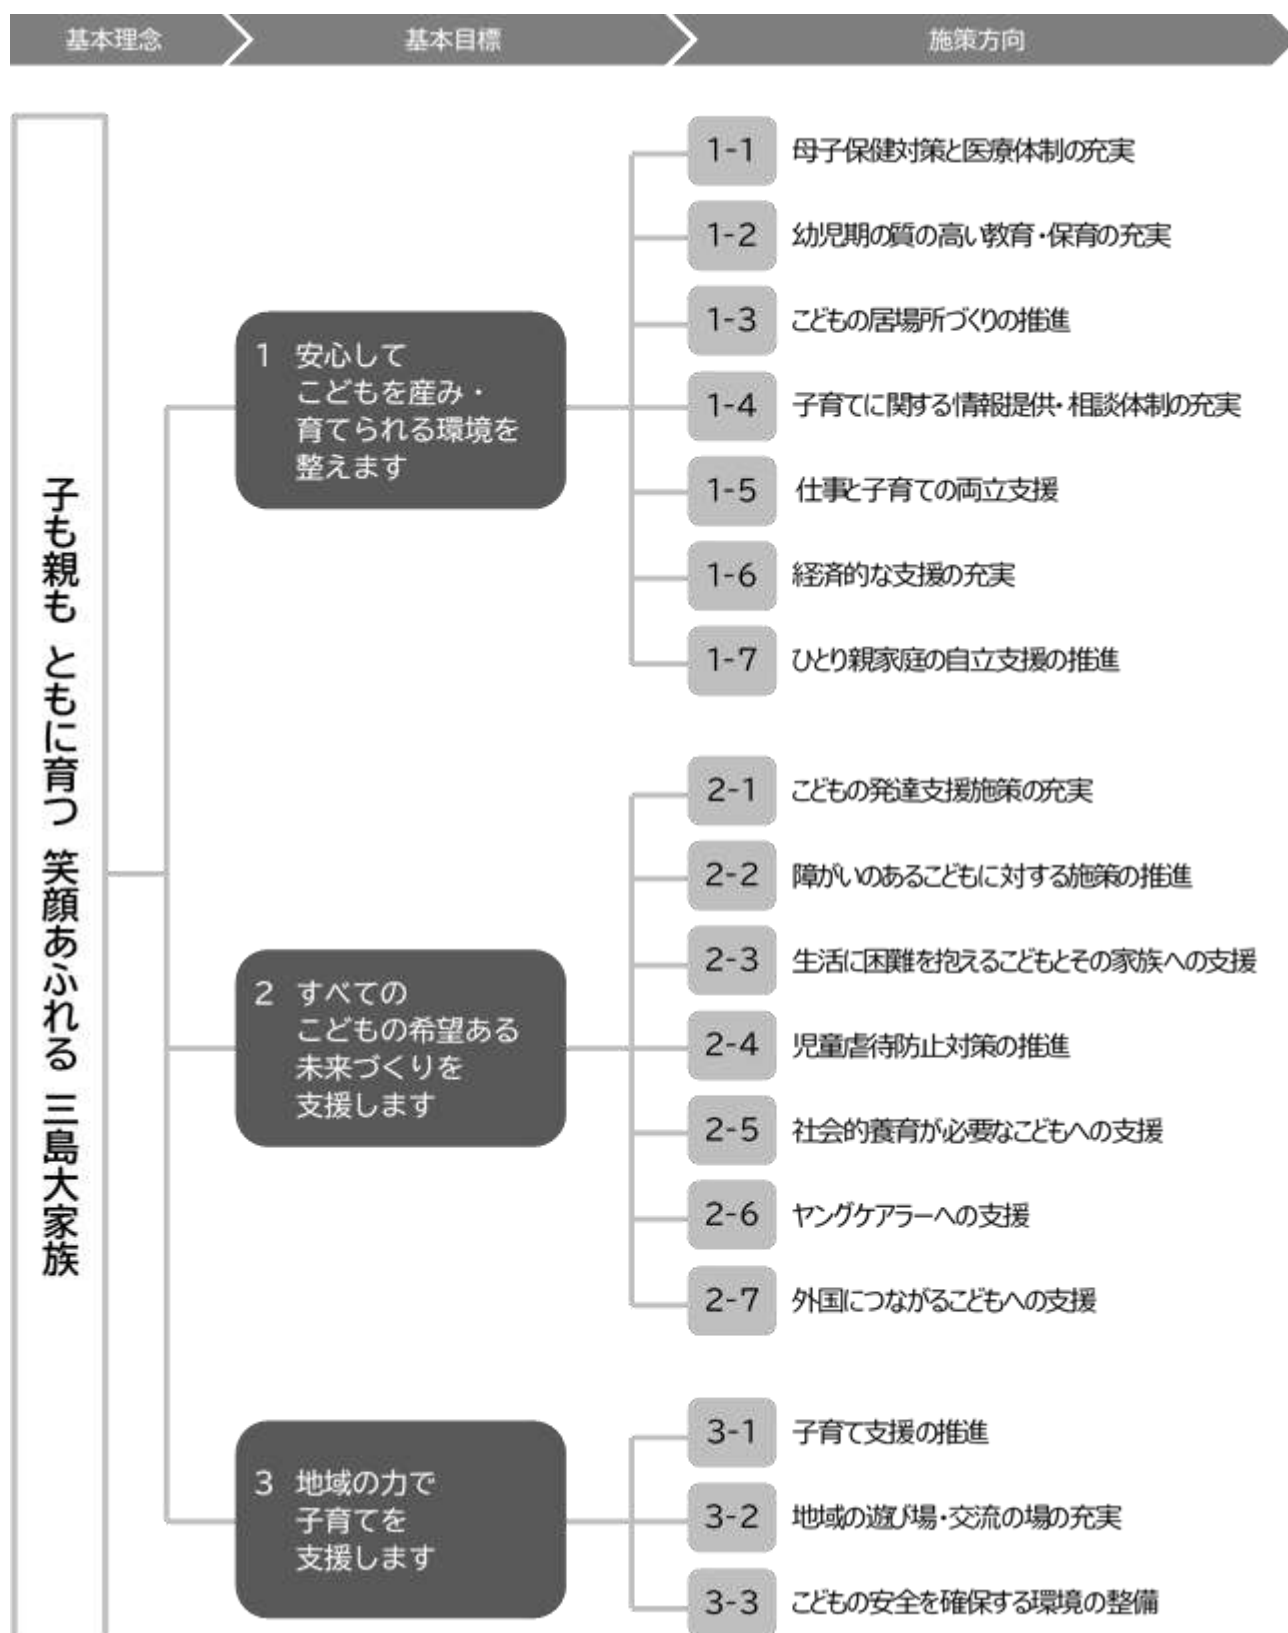 基本理念
基本目標
施策方向
子も親も ともに育つ 笑顔あふれる 三島大家族
1 安心して
こどもを産み・
育てられる環境を
整えます
1-1 母子保健対策と医療体制の充実
1-2 幼児期の質の高い教育・保育の充実
1-3 こどもの居場所づくりの推進
1-4 子育てに関する情報提供・相談体制の充実
1-5 仕事と子育ての両立支援
1-6 経済的な支援の充実
1-7 ひとり親家庭の自立支援の推進
2 すべての
こどもの希望ある
未来づくりを
支援します
2-1 こどもの発達支援施策の充実
2-2 障がいのあるこどもに対する施策の推進
2-3 生活に困難を抱えるこどもとその家族への支援
2-4 児童虐待防止対策の推進
2-5 社会的養育が必要なこどもへの支援
2-6 ヤングケアラーへの支援
2-7 外国につながるこどもへの支援
3 地域の力で
子育てを
支援します
3-1 子育て支援の推進
3-2 地域の遊び場・交流の場の充実
3-3 こどもの安全を確保する環境の整備